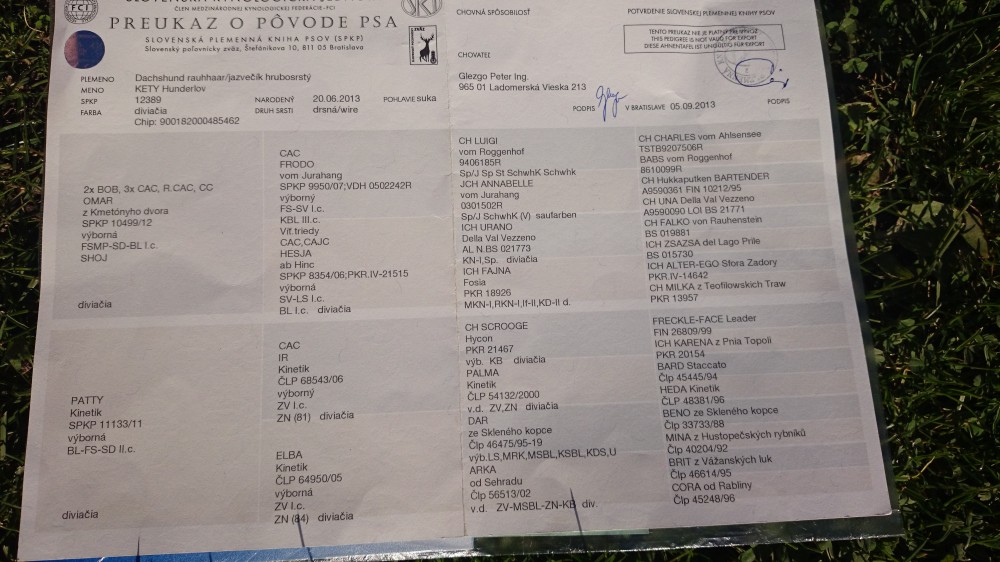 FCI
ČLEN MEDZINÁRODNEJ KYNOLOGICKEJ FEDERÁCIE-FCI
PREUKAZ O PÔVODE PSA
SLOVENSKÁ PLEMENNÁ KNIHA PSOV (SPKP)
Slovenský poľovnícky zväz, Štefánikova 10, 811 05 Bratislava
CHOVNÁ SPÔSOBILOSŤ
POTVRDENIE SLOVENSKEJ PLEMENNEJ KNIHY PSOV
TENTO PREUKAZ NIE JE PLATNÝ PRE VÝVOZ
THIS PEDIGREE IS NOT VALID FOR EXPORT
DIESE AHNENTAFEL IST UNGÜLTIG FÜR EXPORT
PLEMENO Dachshund rauhhaar/jazvečík hrubosrstý
MENO KETY Hunderlov
SPKP 12389 NARODENÝ 20.06.2013 POHLAVIE suka
FARBA diviačia DRUH SRSTI drsná/wire
Chip: 900182000485462
CHOVATEĽ
Glezgo Peter Ing.
965 01 Ladomerská Vieska 213
PODPIS V BRATISLAVE 05.09.2013 PODPIS
2x BOB, 3x CAC, R.CAC, CC
OMAR
z Kmetónyho dvora
SPKP 10499/12
výborná
FSMP-SD-BL I.c.
SHOJ
diviačia
PATTY
Kinetik
SPKP 11133/11
výborná
BL-FS-SD II.c.
diviačia
CAC
FRODO
vom Jurahang
SPKP 9950/07;VDH 0502242R
výborný
FS-SV I.c.
KBL III.c.
Víť.triedy
CAC,CAJC
HESJA
ab Hinc
SPKP 8354/06;PKR.IV-21515
výborná
SV-LS I.c.
BL I.c. diviačia
CAC
IR
Kinetik
ČLP 68543/06
výborný
ZV I.c.
ZN (81) diviačia
ELBA
Kinetik
ČLP 64950/05
výborná
ZV I.c.
ZN (84) diviačia
CH LUIGI
vom Roggenhof
9406185R
Sp/J Sp St SchwhK Schwhk
JCH ANNABELLE
vom Jurahang
0301502R
Sp/J SchwhK (V) saufarben
ICH URANO
Della Val Vezzeno
AL N.BS 021773
KN-I,Sp. diviačia
ICH FAJNA
Fosia
PKR 18926
MKN-I,RKN-I,If-II,KD-II d.
CH SCROOGE
Hycon
PKR 21467
výb. KB diviačia
PALMA
Kinetik
ČLP 54132/2000
v.d. ZV,ZN diviačia
DAR
ze Skleného kopce
Člp 46475/95-19
výb.LS,MRK,MSBL,KSBL,KDS,U
ARKA
od Sehradu
Člp 56513/02
v.d. ZV-MSBL-ZN-KB div.
CH CHARLES vom Ahlsensee
TSTB9207506R
BABS vom Roggenhof
8610099R
CH Hukkaputken BARTENDER
A9590361 FIN 10212/95
CH UNA Della Val Vezzeno
A9590090 LOI BS 21771
CH FALKO von Rauhenstein
BS 019881
ICH ZSAZSA del Lago Prile
BS 015730
ICH ALTER-EGO Sfora Zadory
PKR.IV-14642
CH MILKA z Teofilowskich Traw
PKR 13957
FRECKLE-FACE Leader
FIN 26809/99
ICH KARENA z Pnia Topoli
PKR 20154
BARD Staccato
Člp 45445/94
HEDA Kinetik
ČLP 48381/96
BENO ze Skleného kopce
Člp 33733/88
MINA z Hustopečských rybníků
Člp 40204/92
BRIT z Vážanských luk
Člp 46614/95
CORA od Rabliny
Člp 45248/96